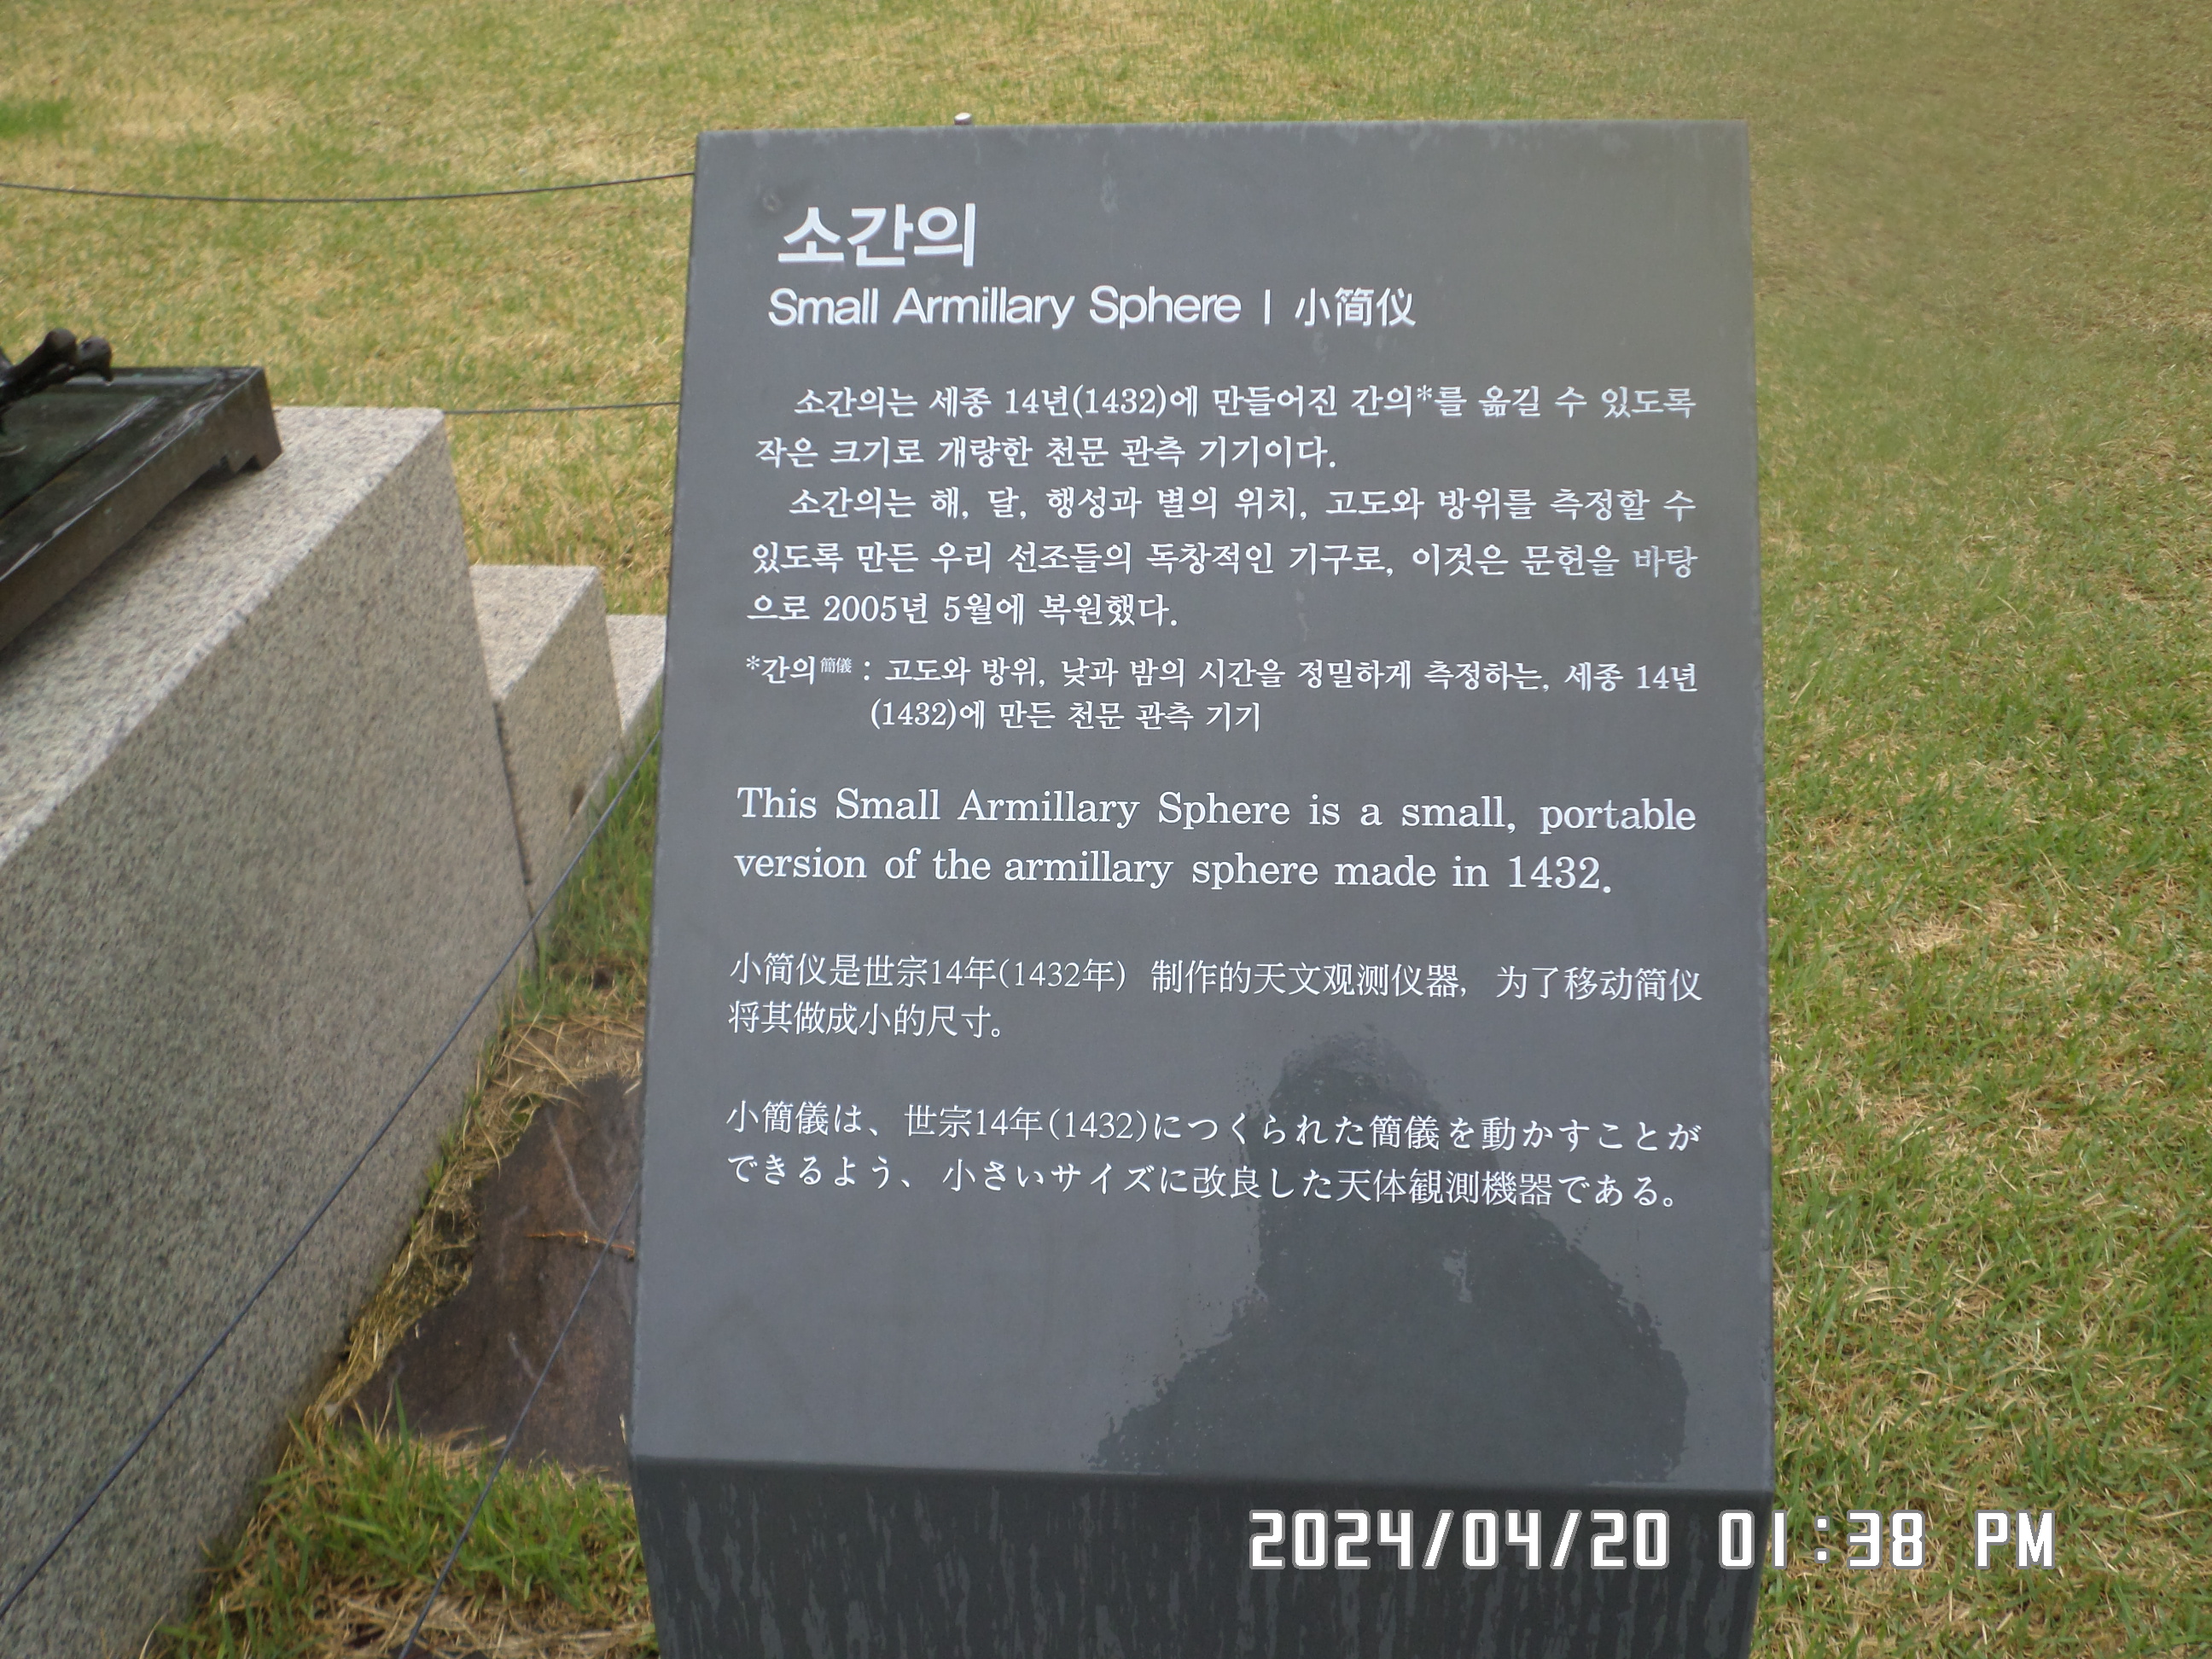 소간의
Small Armillary Sphere | 小简仪
소간의는 세종 14년(1432)에 만들어진 간의*를 옮길 수 있도록
작은 크기로 개량한 천문 관측 기기이다.
소간의는 해, 달, 행성과 별의 위치, 고도와 방위를 측정할 수
있도록 만든 우리 선조들의 독창적인 기구로, 이것은 문헌을 바탕
으로 2005년 5월에 복원했다.
*간의簡儀 : 고도와 방위, 낮과 밤의 시간을 정밀하게 측정하는, 세종 14년
(1432)에 만든 천문 관측 기기
This Small Armillary Sphere is a small, portable
version of the armillary sphere made in 1432.
小简仪是世宗14年(1432年) 制作的天文观测仪器, 为了移动简仪
将其做成小的尺寸。
小簡儀は、世宗14年(1432)につくられた簡儀を動かすことが
できるよう、小さいサイズに改良した天体観測機器である。
2024/04/20 01:38 PM